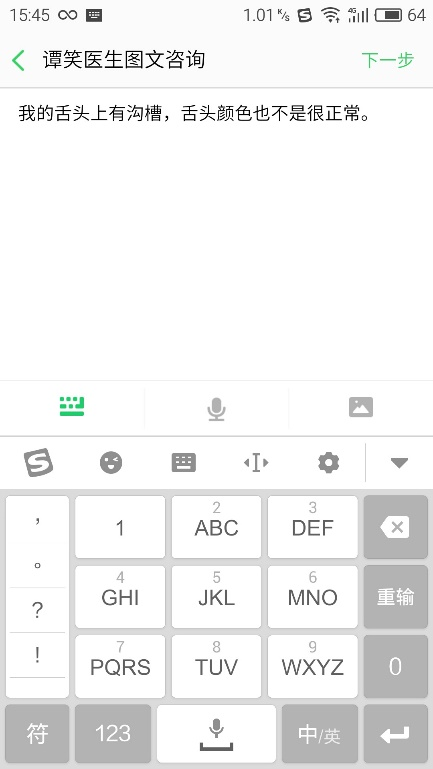 15:45 1.01 K/s 4G 64
谭笑医生图文咨询 下一步
我的舌头上有沟槽，舌头颜色也不是很正常。
， 1 2 ABC 3 DEF
。 4 GHI 5 JKL 6 MNO 重输
？
！ 7 PQRS 8 TUV 9 WXYZ 0
符 123 中/英